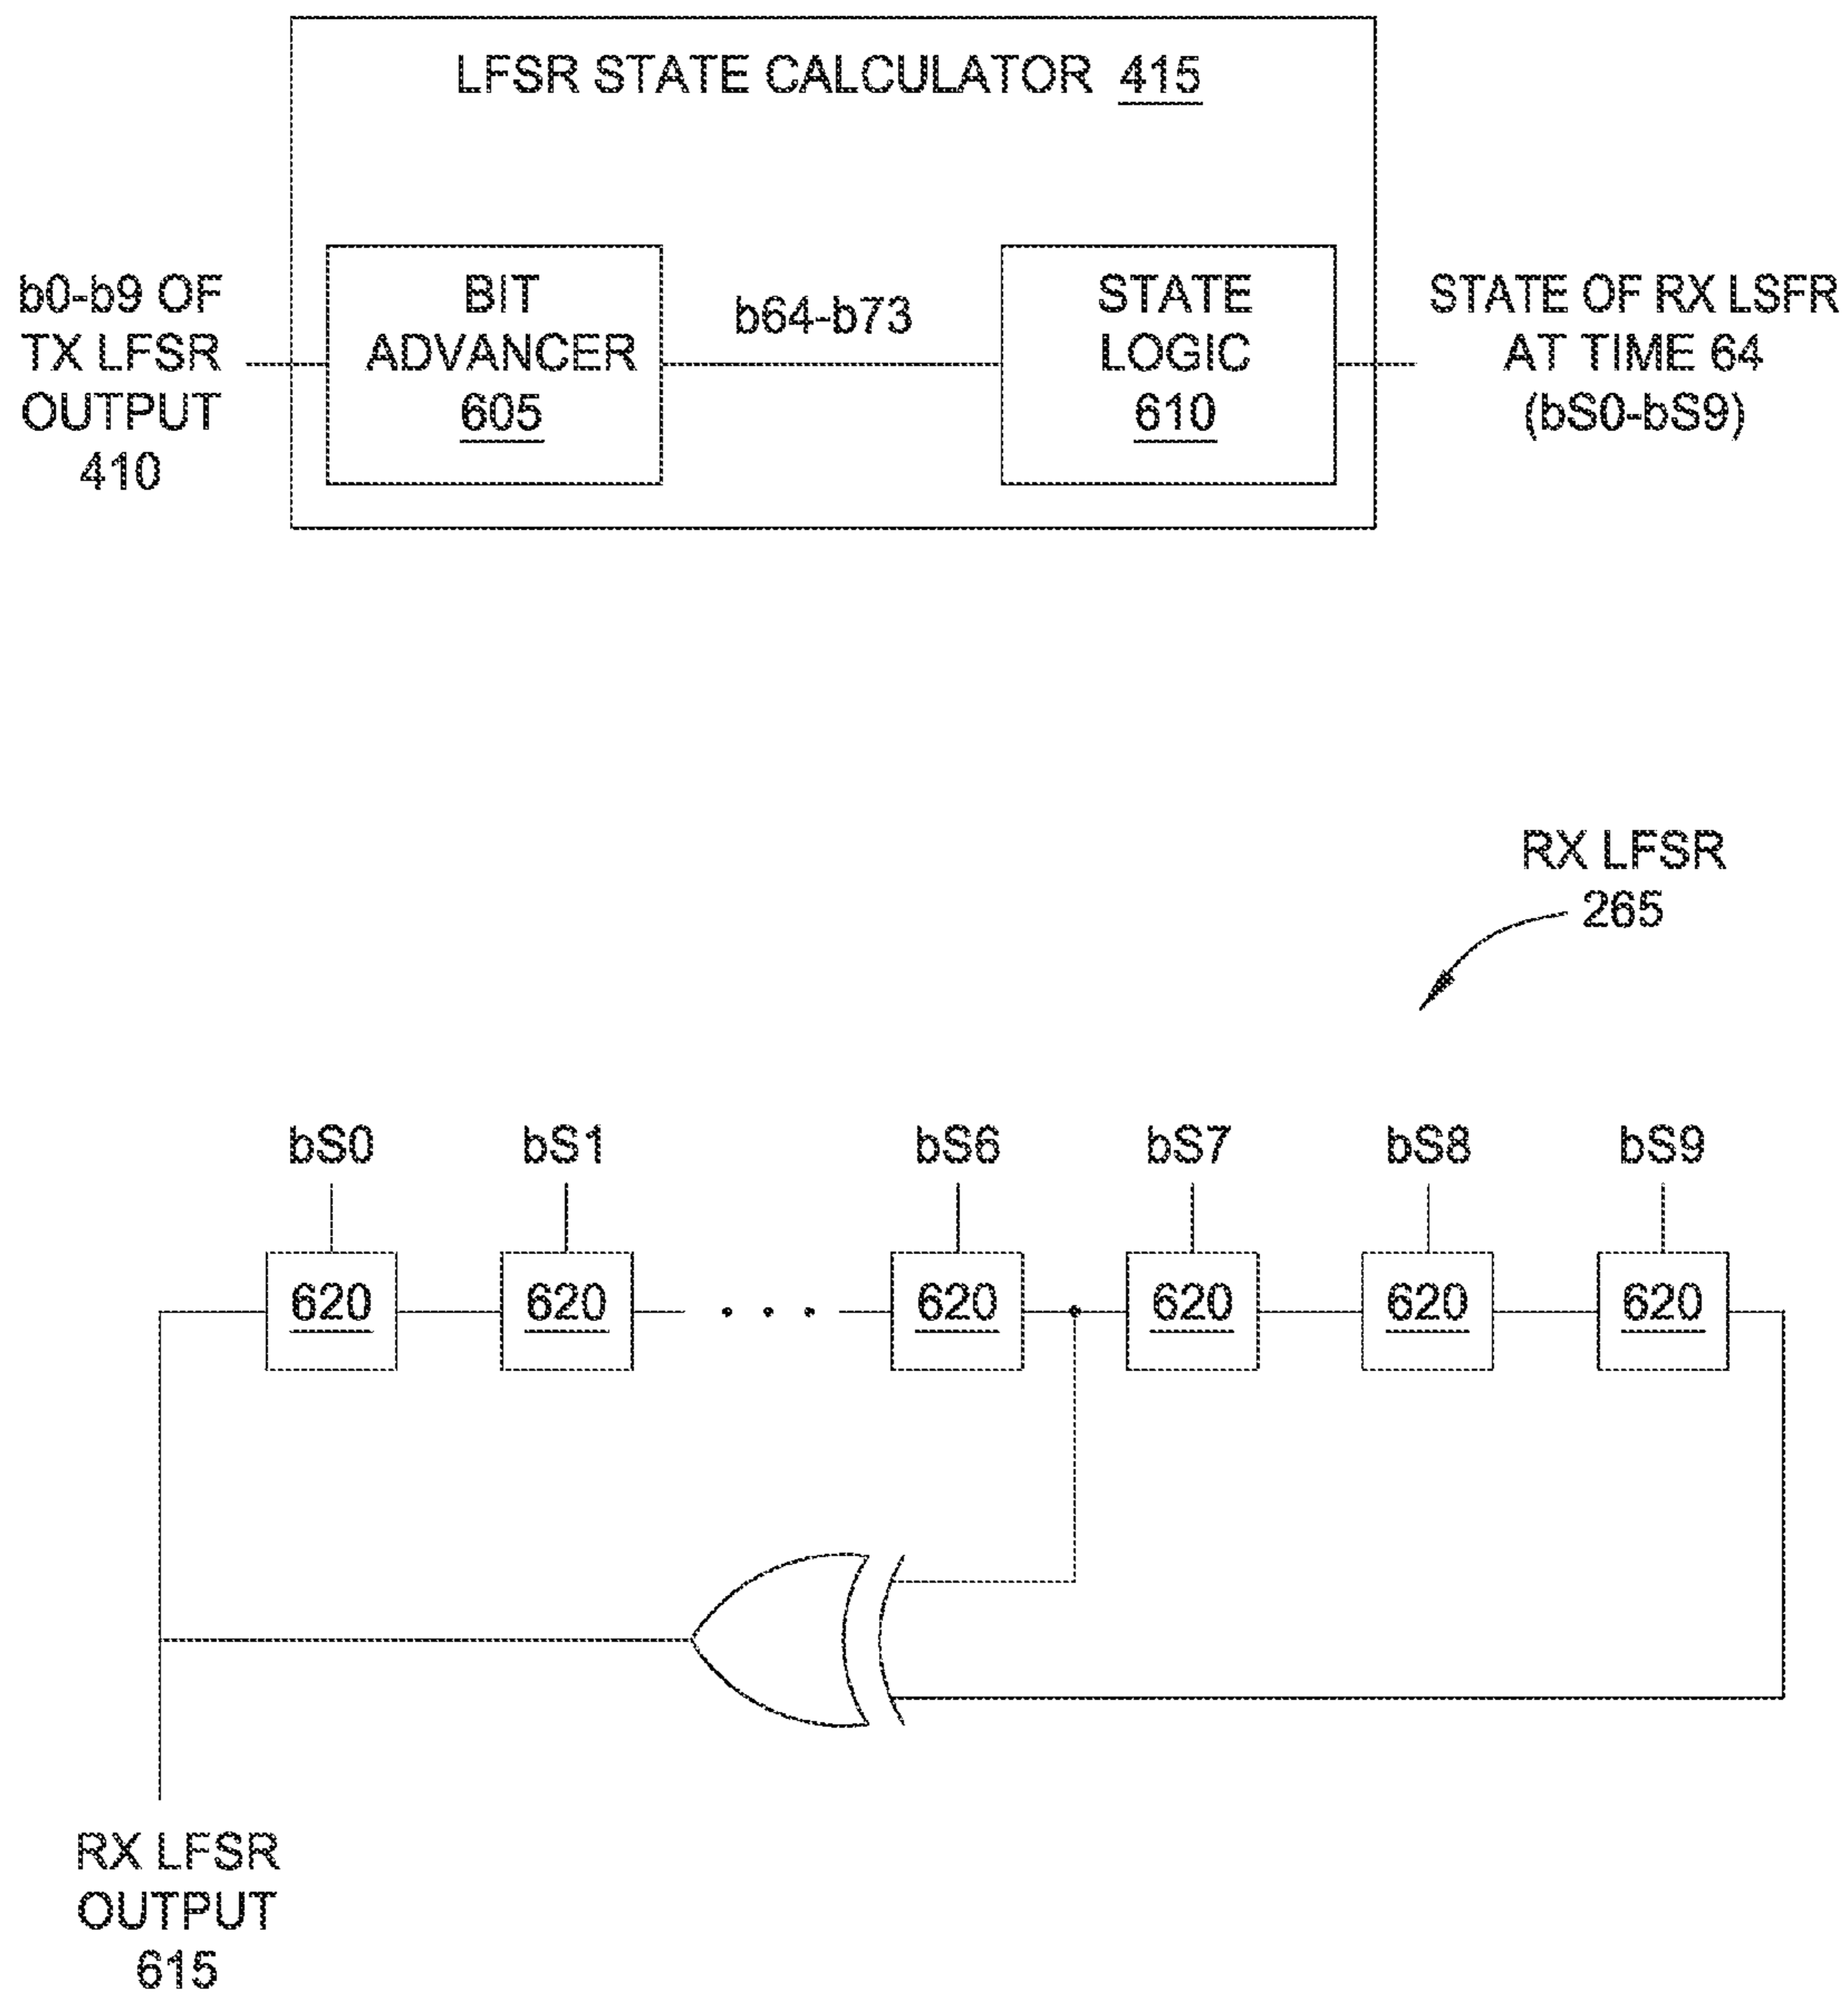 LFSR STATE CALCULATOR 415
b0-b9 OF
TX LFSR
OUTPUT
410
BIT
ADVANCER
605
b64-b73
STATE
LOGIC
610
STATE OF RX LSFR
AT TIME 64
(bS0-bS9)
RX LFSR
265
bS0 bS1 bS6 bS7 bS8 bS9
620 620 . . . 620 620 620 620
RX LFSR
OUTPUT
615